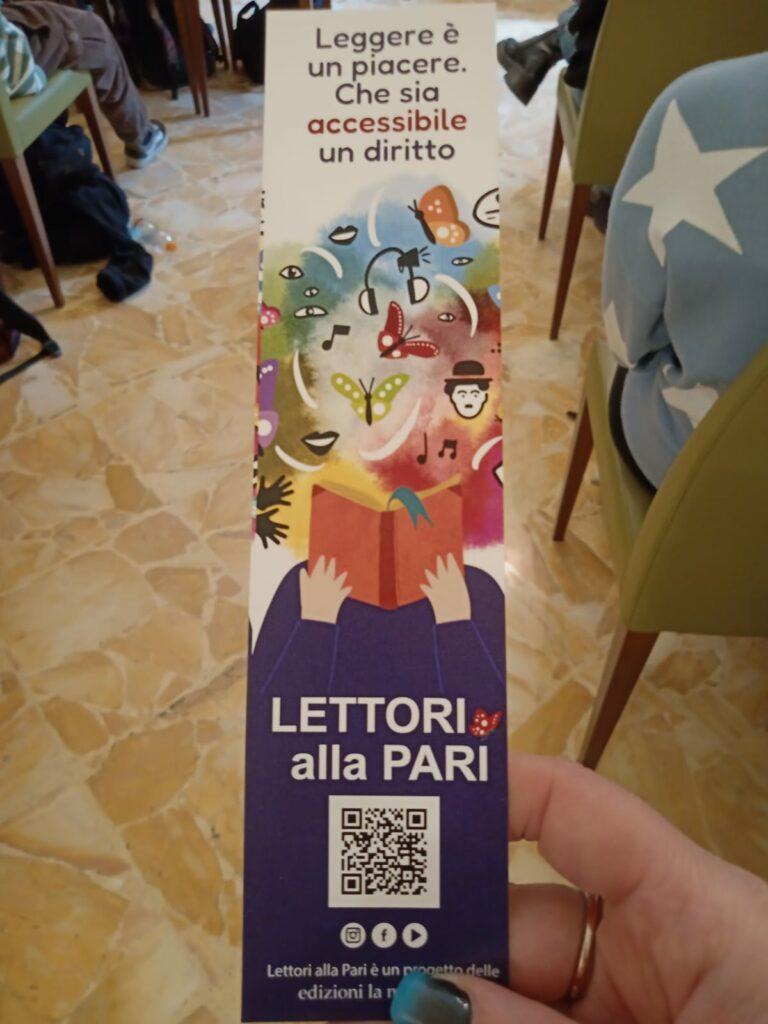 Leggere è
un piacere.
Che sia
accessibile
un diritto
LETTORI
alla PARI
Lettori alla Pari è un progetto delle
edizioni la